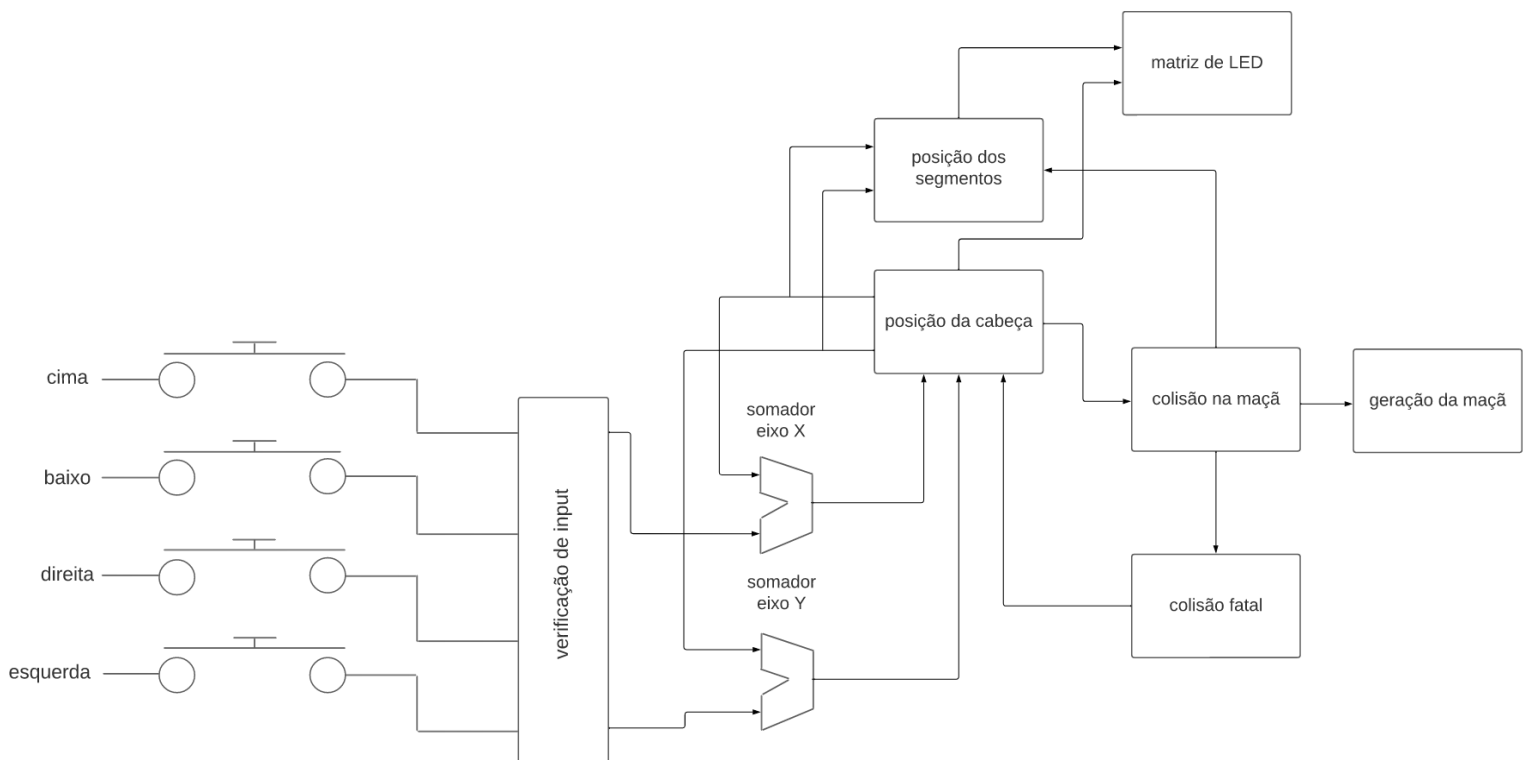 matriz de LED
posição dos
segmentos
posição da cabeça
cima
colisão na maçã
geração da maçã
somador
eixo X
baixo
verificação de input
direita
somador
eixo Y
colisão fatal
esquerda